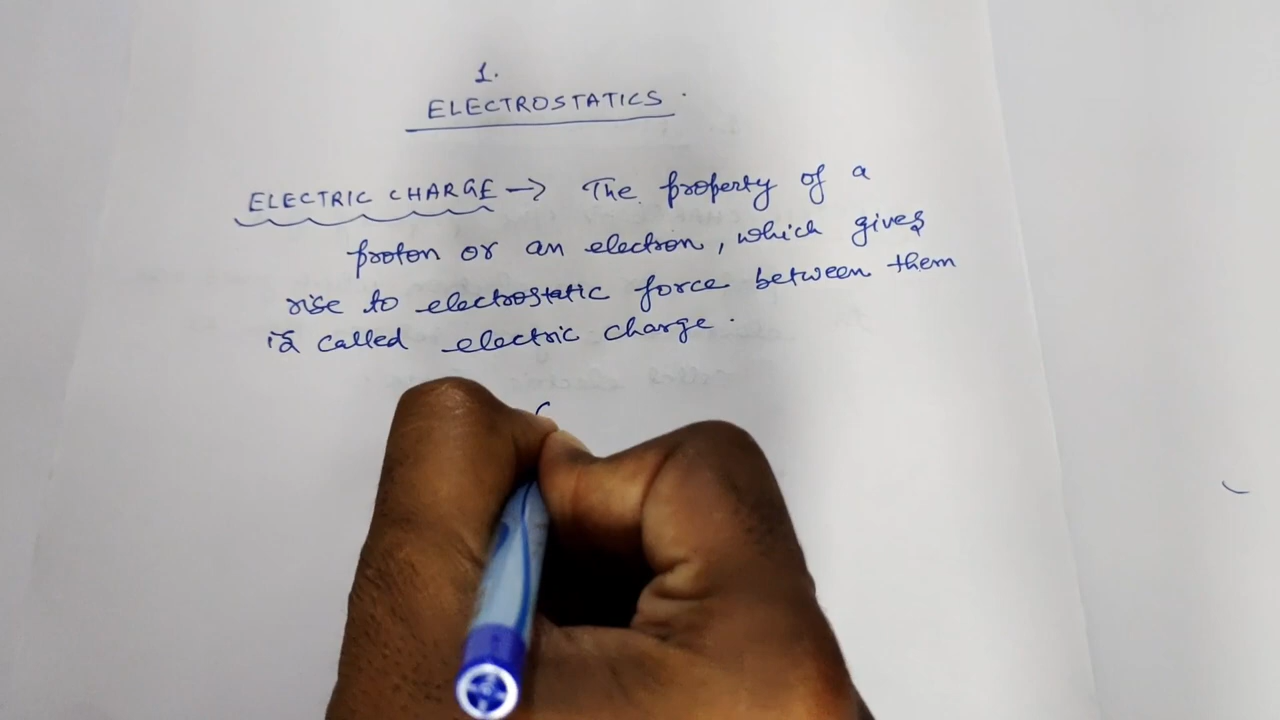 1.
ELECTROSTATICS.
ELECTRIC CHARGE → The property of a
proton or an electron, which gives
rise to electrostatic force between them
is called electric charge.